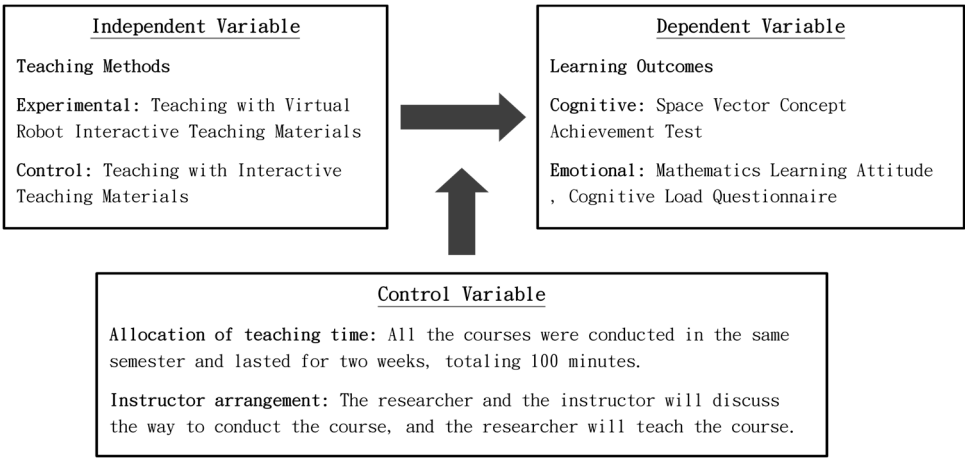 Independent Variable
Teaching Methods
Experimental: Teaching with Virtual
Robot Interactive Teaching Materials
Control: Teaching with Interactive
Teaching Materials
Dependent Variable
Learning Outcomes
Cognitive: Space Vector Concept
Achievement Test
Emotional: Mathematics Learning Attitude
, Cognitive Load Questionnaire
Control Variable
Allocation of teaching time: All the courses were conducted in the same
semester and lasted for two weeks, totaling 100 minutes.
Instructor arrangement: The researcher and the instructor will discuss
the way to conduct the course, and the researcher will teach the course.